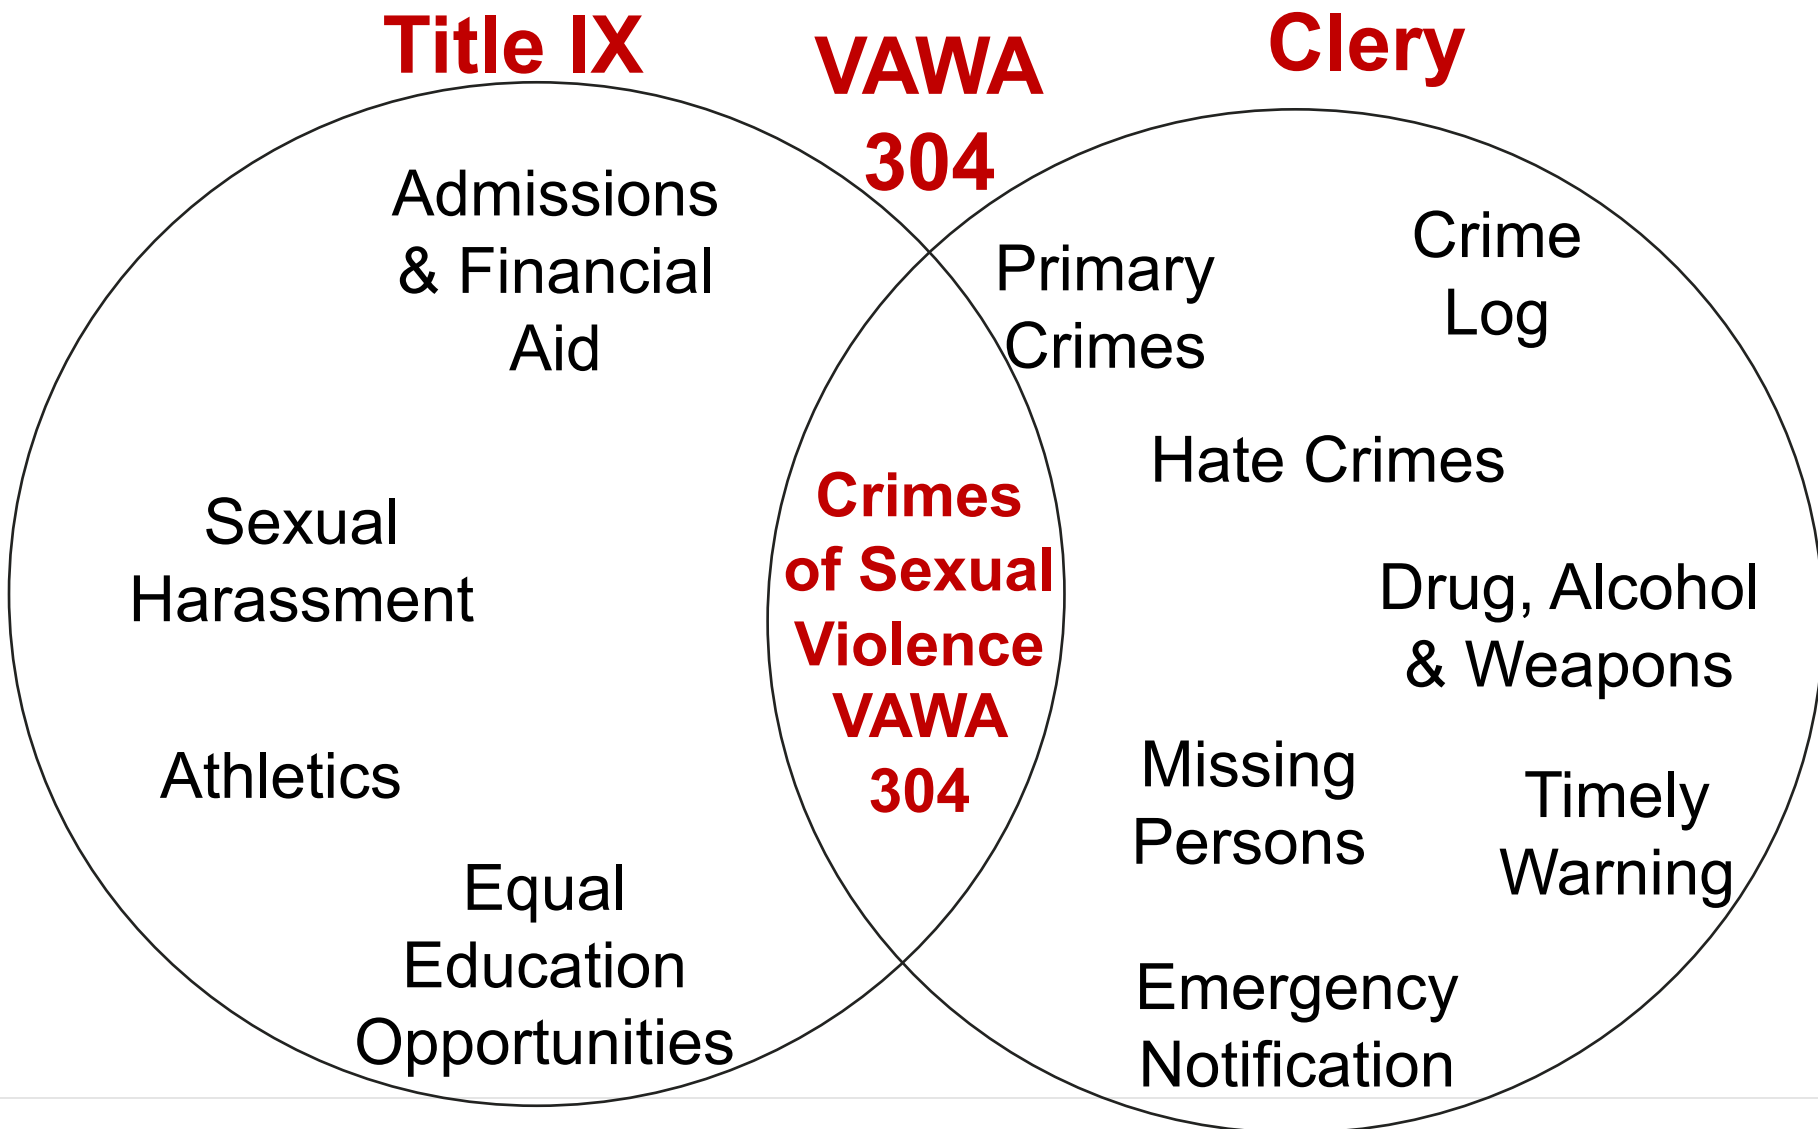 Title IX
VAWA
304
Clery
Admissions
& Financial
Aid
Sexual
Harassment
Athletics
Equal
Education
Opportunities
Crimes
of Sexual
Violence
VAWA
304
Primary
Crimes
Crime
Log
Hate Crimes
Drug, Alcohol
& Weapons
Missing
Persons
Timely
Warning
Emergency
Notification